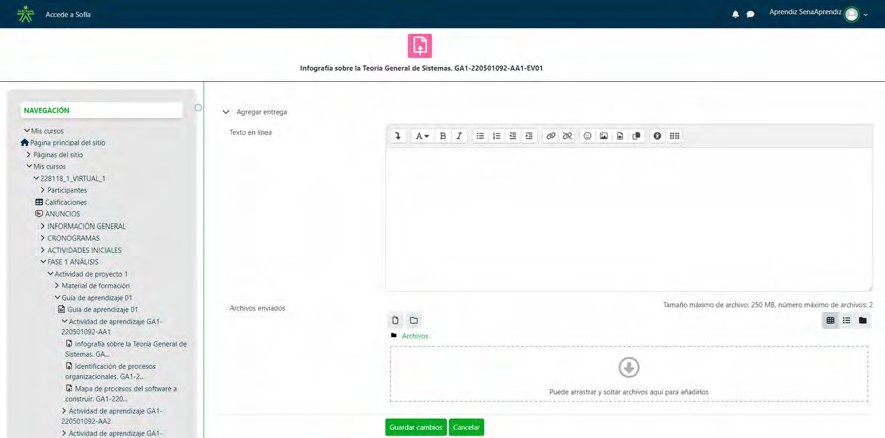 Accede a Sofía
Aprendiz SenaAprendiz
Infografía sobre la Teoría General de Sistemas. GA1-220501092-AA1-EV01
NAVEGACIÓN
Mis cursos
Página principal del sitio
Páginas del sitio
Mis cursos
228118_1_VIRTUAL_1
Participantes
Calificaciones
ANUNCIOS
INFORMACIÓN GENERAL
CRONOGRAMAS
ACTIVIDADES INICIALES
FASE 1 ANÁLISIS
Actividad de proyecto 1
Material de formación
Guía de aprendizaje 01
Guía de aprendizaje 01
Actividad de aprendizaje GA1-
220501092-AA1
Infografía sobre la Teoría General de
Sistemas. GA...
Identificación de procesos
organizacionales. GA1-2...
Mapa de procesos del software a
construir. GA1-220...
Actividad de aprendizaje GA1-
220501092-AA2
Actividad de aprendizaje GA1-
Agregar entrega
Texto en línea
A B I
Archivos enviados
Tamaño máximo de archivo: 250 MB, número máximo de archivos: 2
Archivos
Puede arrastrar y soltar archivos aquí para añadirlos
Guardar cambios Cancelar